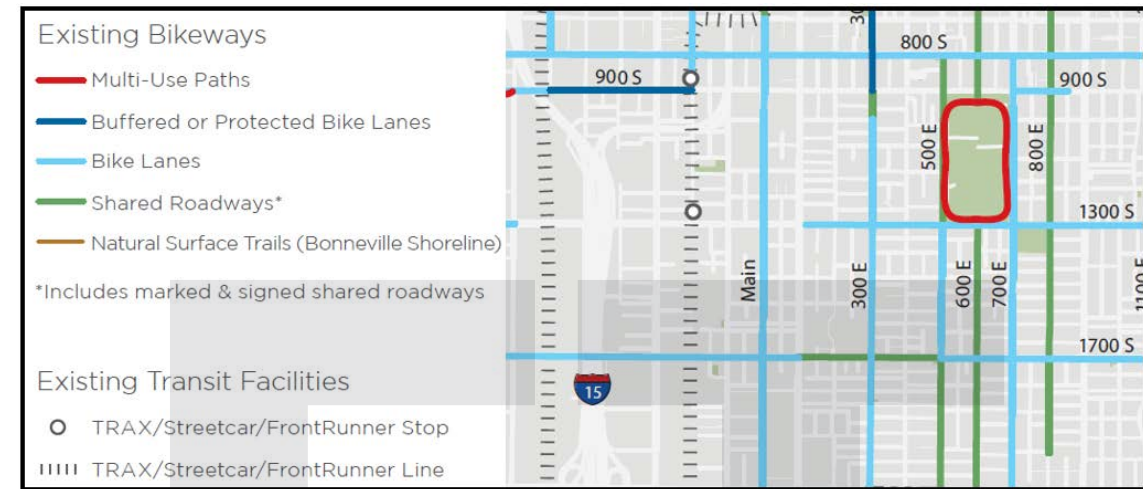 Existing Bikeways
Multi-Use Paths
Buffered or Protected Bike Lanes
Bike Lanes
Shared Roadways*
Natural Surface Trails (Bonneville Shoreline)
*Includes marked & signed shared roadways
Existing Transit Facilities
TRAX/Streetcar/FrontRunner Stop
TRAX/Streetcar/FrontRunner Line
800 S
900 S
900 S
500 E
800 E
1300 S
Main
300 E
600 E
700 E
1100 E
1700 S
15